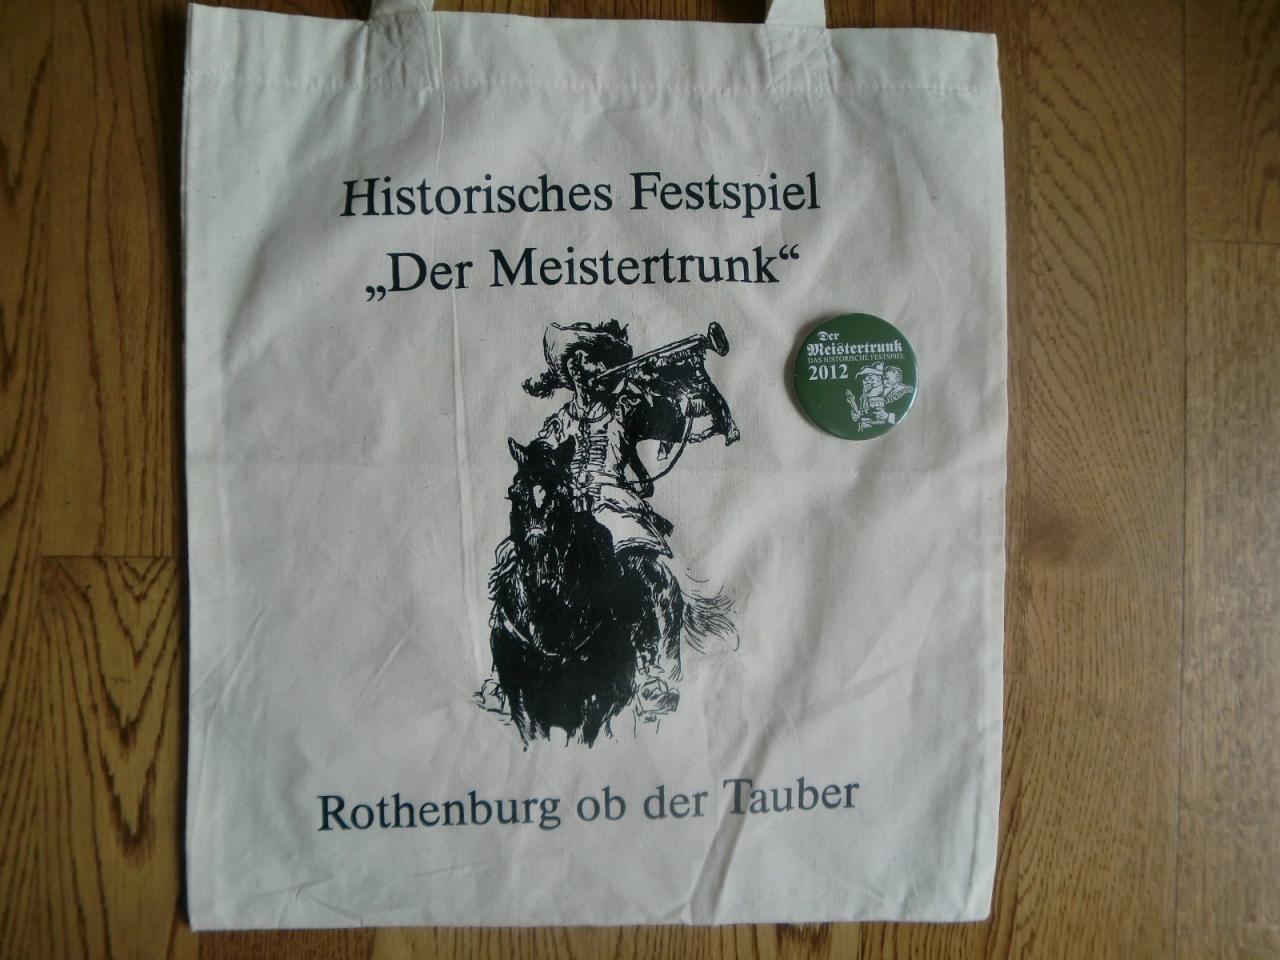 Historisches Festspiel
„Der Meistertrunk“
Der
Meistertrunk
DAS HISTORISCHE FESTSPIEL
2012
Rothenburg ob der Tauber